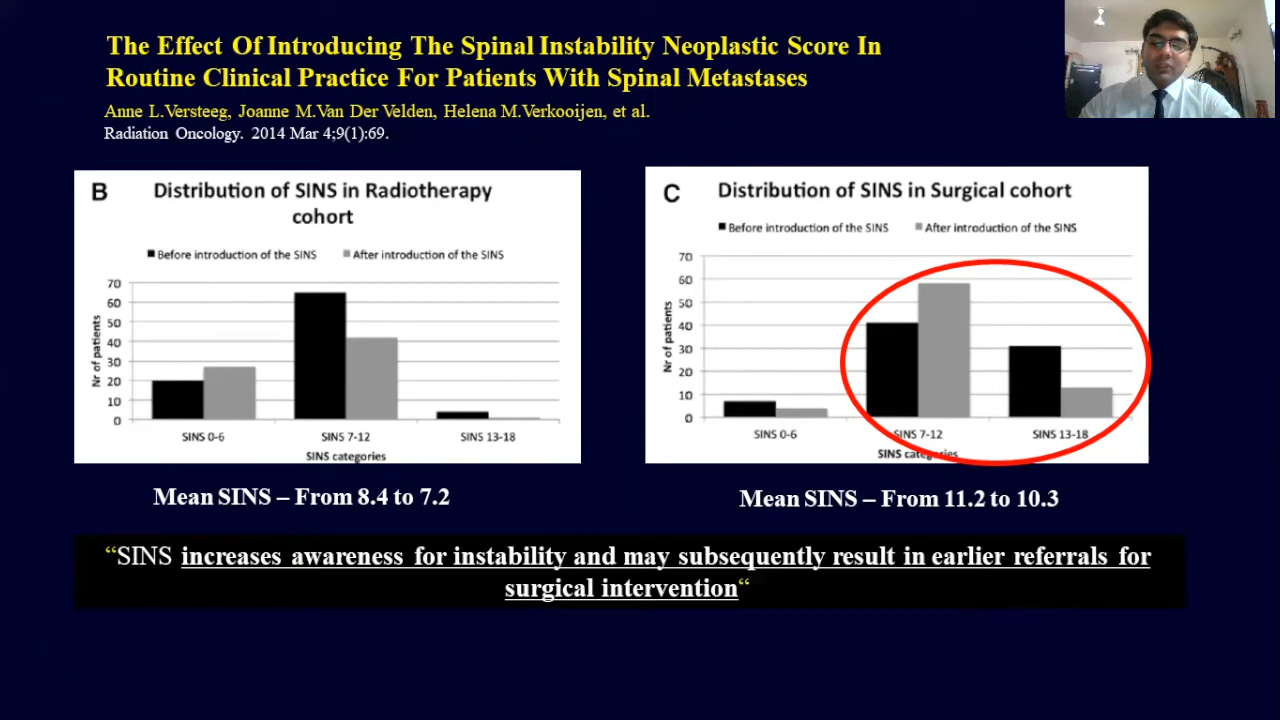 The Effect Of Introducing The Spinal Instability Neoplastic Score In
Routine Clinical Practice For Patients With Spinal Metastases
Anne L.Versteeg, Joanne M.Van Der Velden, Helena M.Verkooijen, et al.
Radiation Oncology. 2014 Mar 4;9(1):69.
B
Distribution of SINS in Radiotherapy
cohort
Before introduction of the SINS After introduction of the SINS
Nr of patients
70
60
50
40
30
20
10
0
SINS 0-6 SINS 7-12 SINS 13-18
SINS categories
Mean SINS – From 8.4 to 7.2
C
Distribution of SINS in Surgical cohort
Before introduction of the SINS After introduction of the SINS
Nr of patients
70
60
50
40
30
20
10
0
SINS 0-6 SINS 7-12 SINS 13-18
SINS categories
Mean SINS – From 11.2 to 10.3
“SINS increases awareness for instability and may subsequently result in earlier referrals for
surgical intervention“